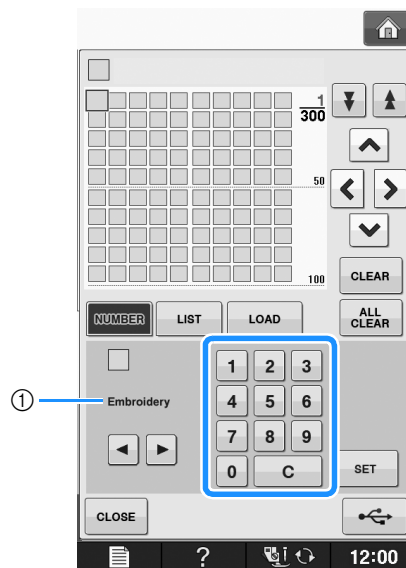 1
300
50
100
CLEAR
NUMBER LIST LOAD ALL CLEAR
1 2 3
① Embroidery 4 5 6
7 8 9
0 C SET
CLOSE
? 12:00